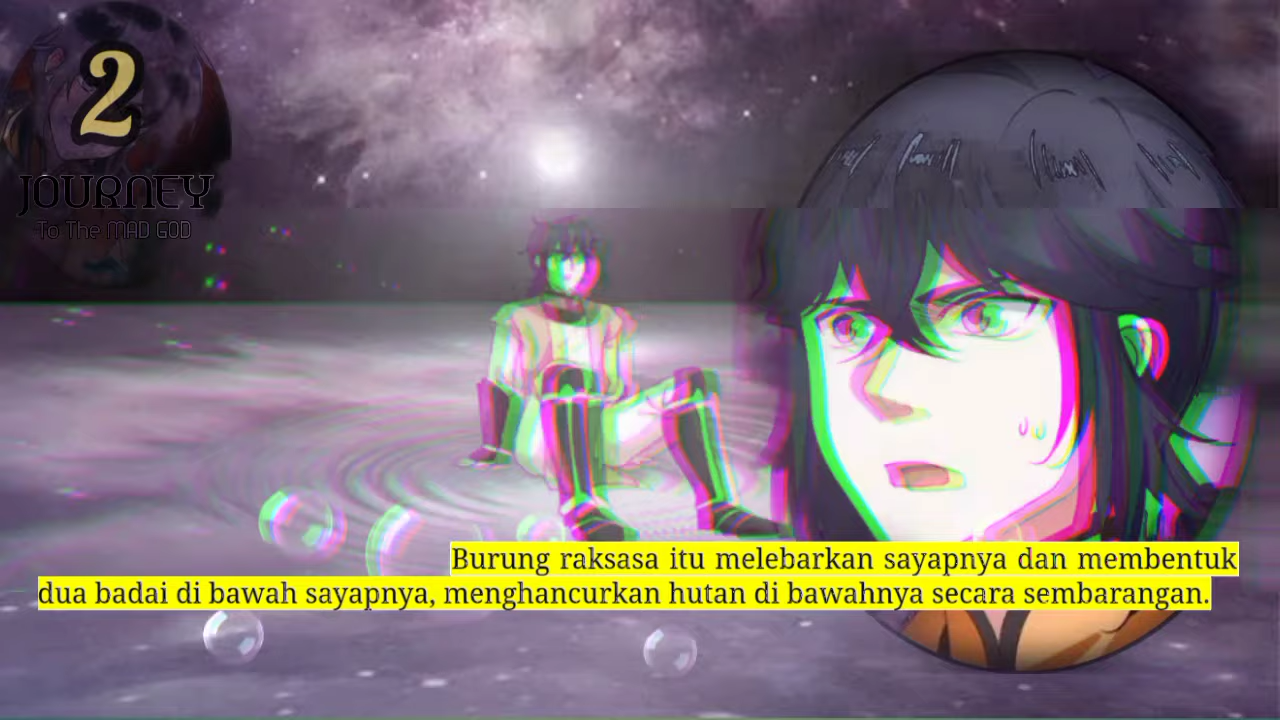 2
JOURNEY
To The MAD GOD
Burung raksasa itu melebarkan sayapnya dan membentuk
dua badai di bawah sayapnya, menghancurkan hutan di bawahnya secara sembarangan.